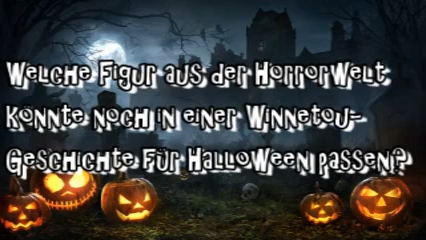 Welche Figur aus der Horrorwelt
könnte noch in einer Winnetou-
Geschichte für Halloween passen?